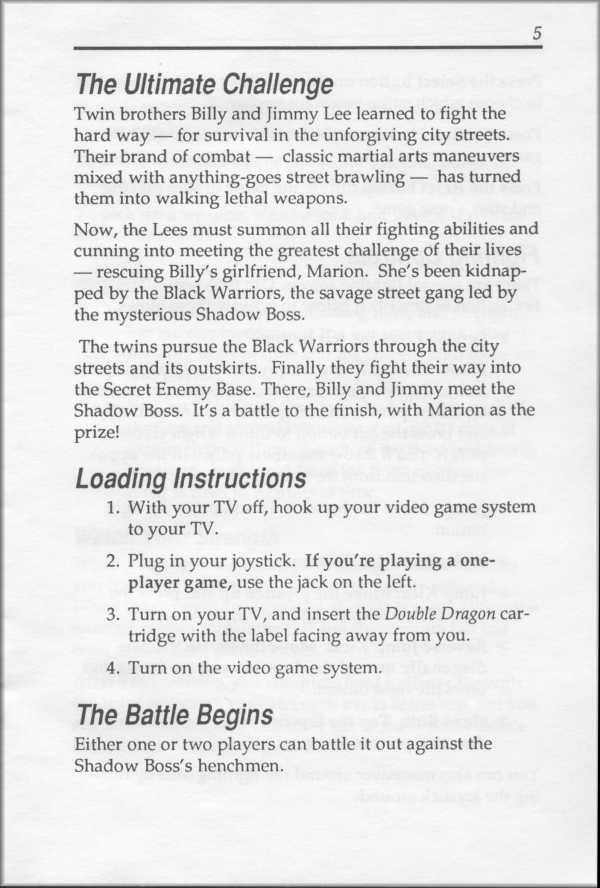 5
The Ultimate Challenge
Twin brothers Billy and Jimmy Lee learned to fight the
hard way — for survival in the unforgiving city streets.
Their brand of combat — classic martial arts maneuvers
mixed with anything-goes street brawling — has turned
them into walking lethal weapons.
Now, the Lees must summon all their fighting abilities and
cunning into meeting the greatest challenge of their lives
— rescuing Billy's girlfriend, Marion. She's been kidnap-
ped by the Black Warriors, the savage street gang led by
the mysterious Shadow Boss.
The twins pursue the Black Warriors through the city
streets and its outskirts. Finally they fight their way into
the Secret Enemy Base. There, Billy and Jimmy meet the
Shadow Boss. It's a battle to the finish, with Marion as the
prize!
Loading Instructions
1. With your TV off, hook up your video game system
to your TV.
2. Plug in your joystick. If you're playing a one-
player game, use the jack on the left.
3. Turn on your TV, and insert the Double Dragon car-
tridge with the label facing away from you.
4. Turn on the video game system.
The Battle Begins
Either one or two players can battle it out against the
Shadow Boss's henchmen.